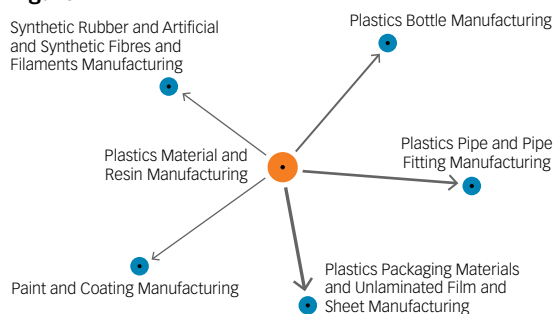 Plastics Bottle Manufacturing
Synthetic Rubber and Artificial
and Synthetic Fibres and
Filaments Manufacturing
Plastics Pipe and Pipe
Fitting Manufacturing
Plastics Material and
Resin Manufacturing
Plastics Packaging Materials
and Unlaminated Film and
Sheet Manufacturing
Paint and Coating Manufacturing